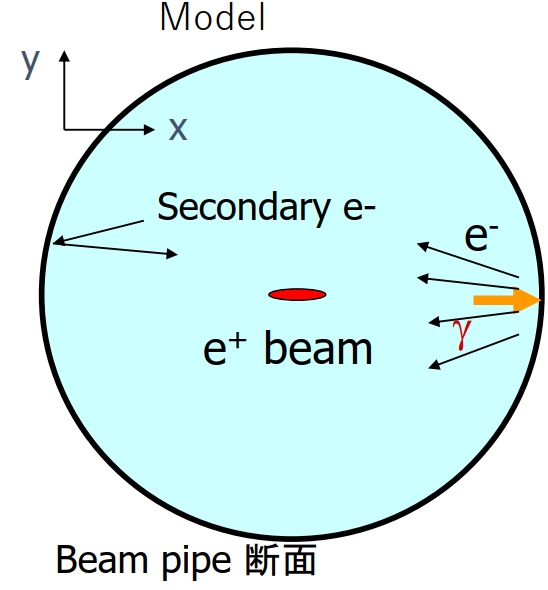 Model
y
x
Secondary e-
e-
γ
e+ beam
Beam pipe 断面